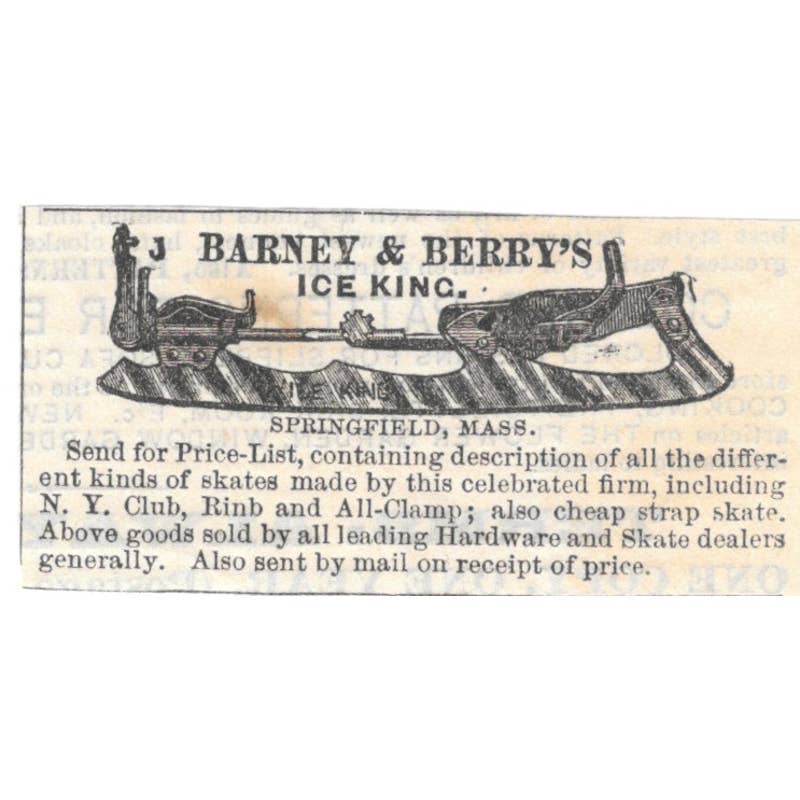 BARNEY & BERRY'S
ICE KING.
ICE KING
SPRINGFIELD, MASS.
Send for Price-List, containing description of all the differ-
ent kinds of skates made by this celebrated firm, including
N. Y. Club, Rinb and All-Clamp; also cheap strap skate.
Above goods sold by all leading Hardware and Skate dealers
generally. Also sent by mail on receipt of price.